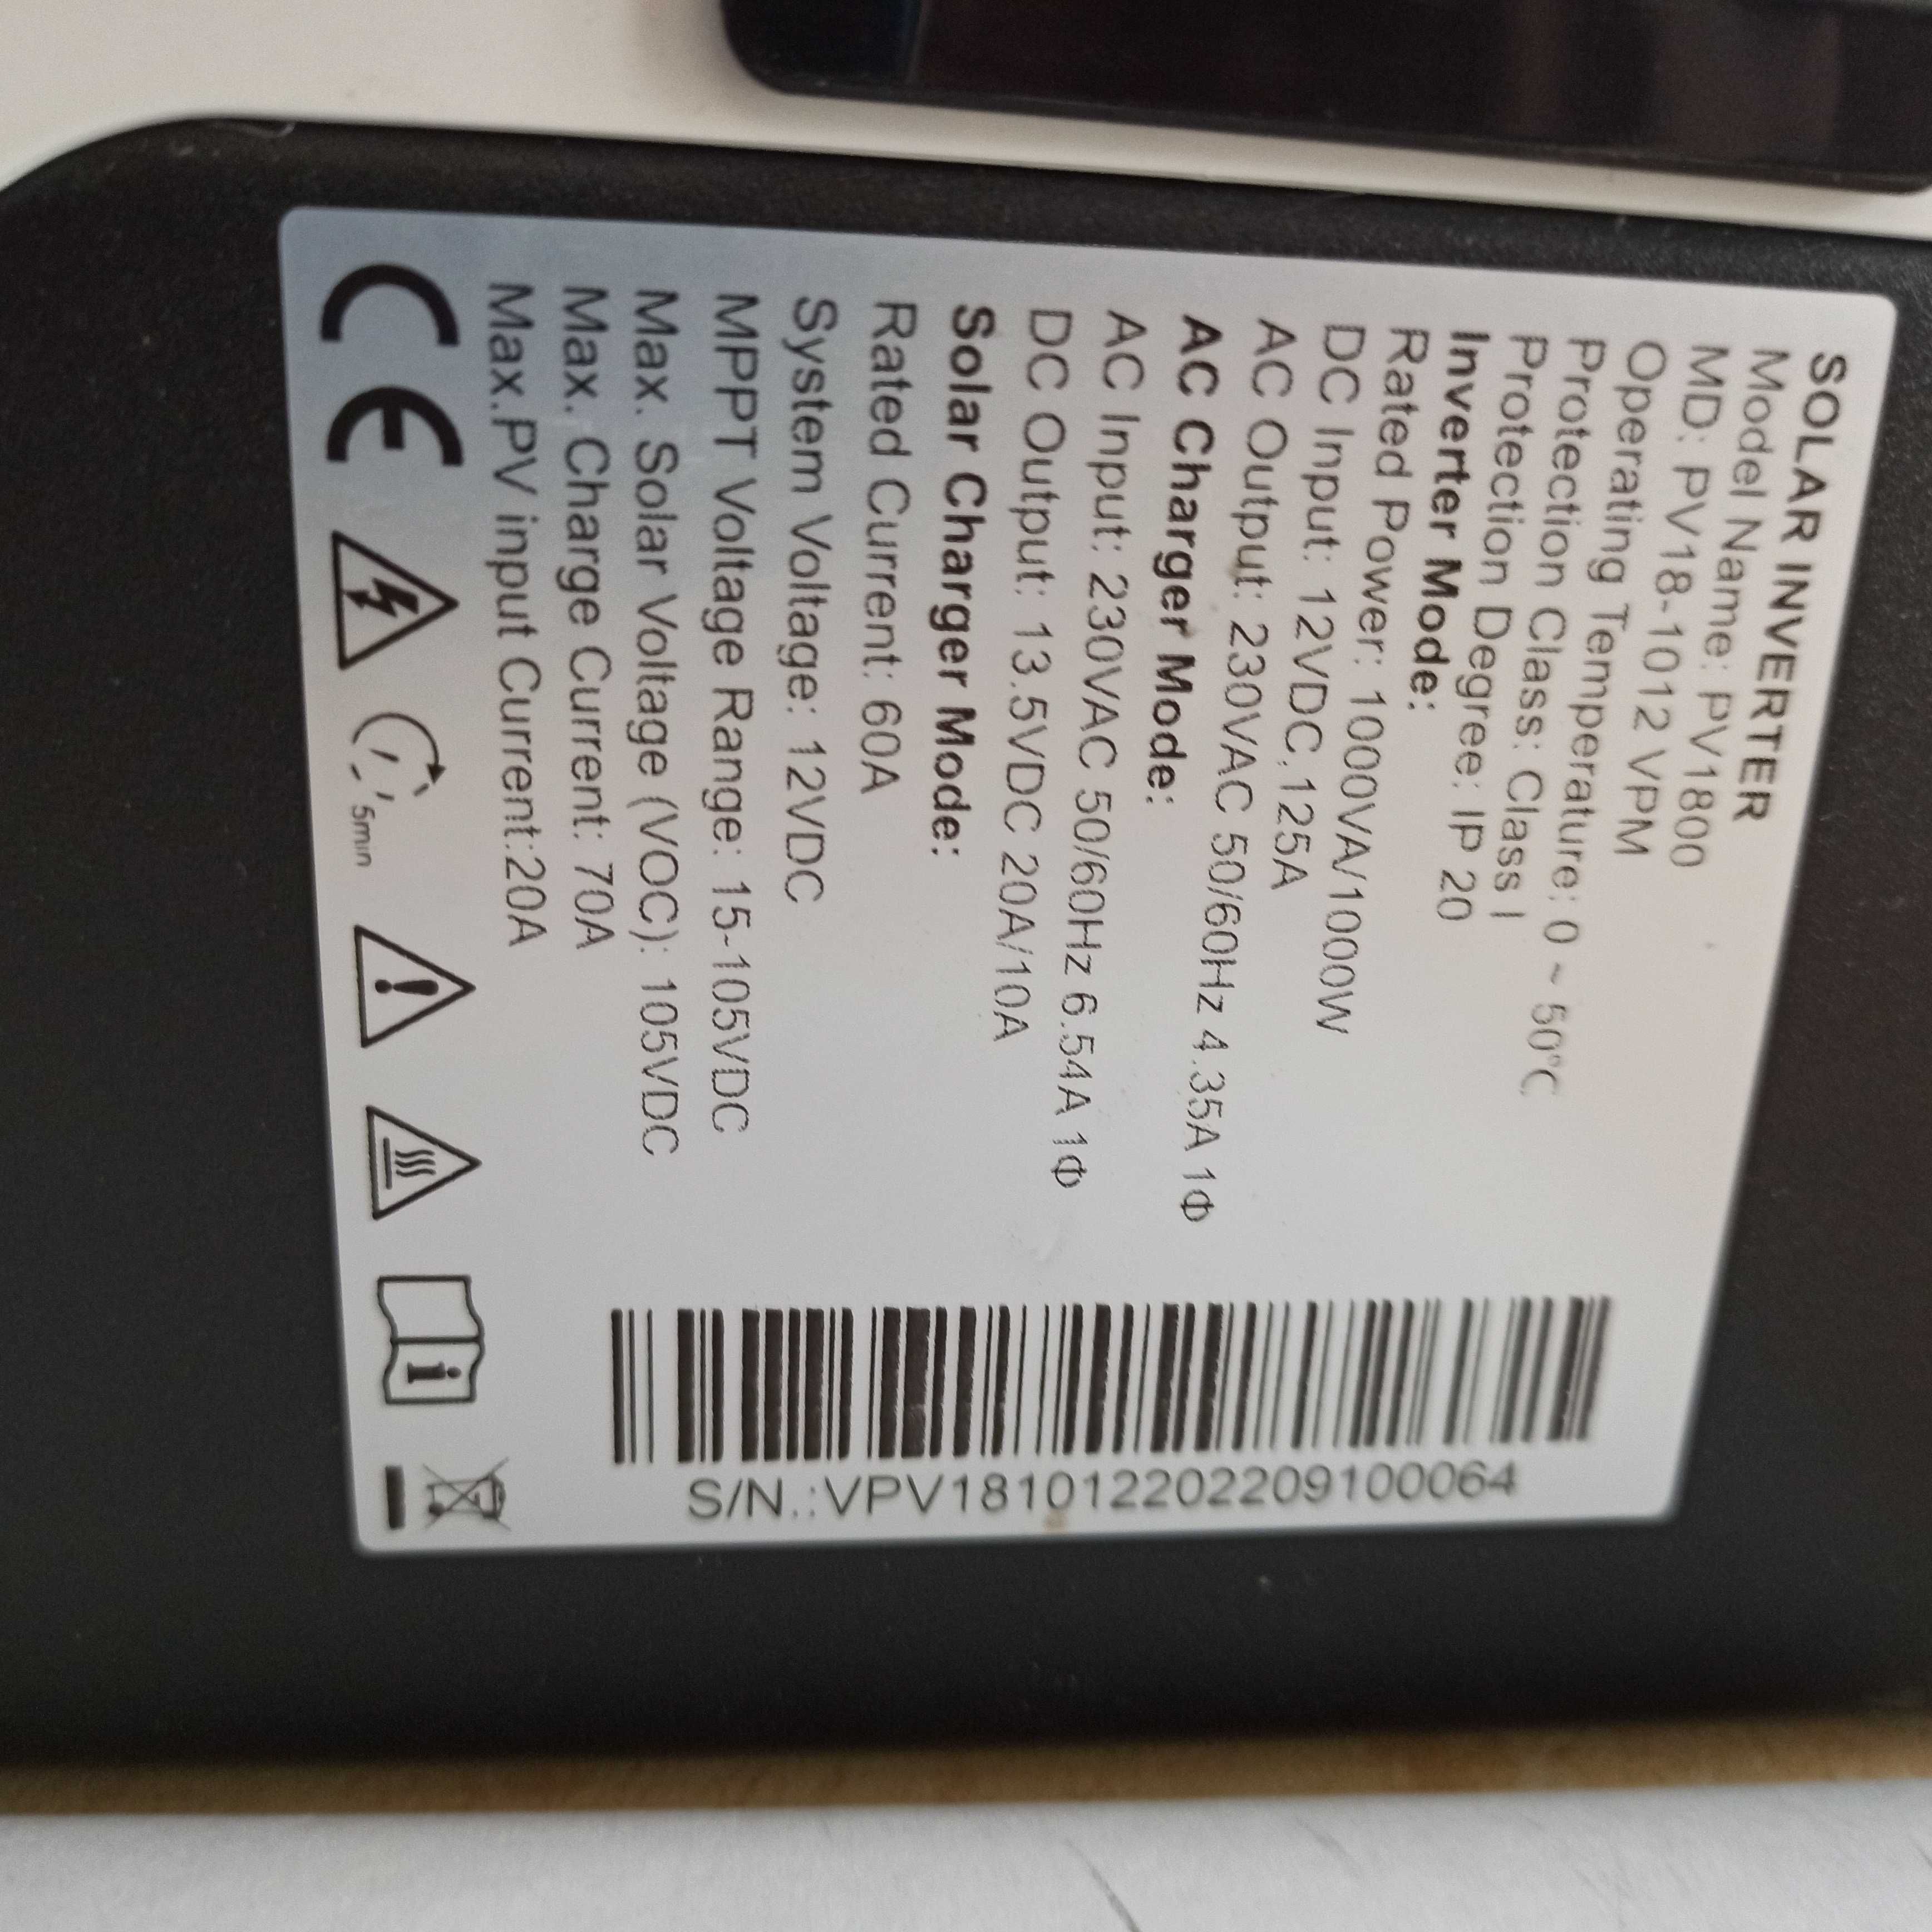 SOLAR INVERTER
Model Name: PV1800
MD: PV18-1012 VPM
Operating Temperature: 0 ~ 50°C
Protection Class: Class I
Protection Degree: IP 20
Inverter Mode:
Rated Power: 1000VA/1000W
DC Input: 12VDC,125A
AC Output: 230VAC 50/60Hz 4.35A 1Φ
AC Charger Mode:
AC Input: 230VAC 50/60Hz 6.54A 1Φ
DC Output: 13.5VDC 20A/10A
Solar Charger Mode:
Rated Current: 60A
System Voltage: 12VDC
MPPT Voltage Range: 15-105VDC
Max. Solar Voltage (VOC): 105VDC
Max. Charge Current: 70A
Max.PV input Current:20A
CE
5min
S/N.:VPV181012202209100064